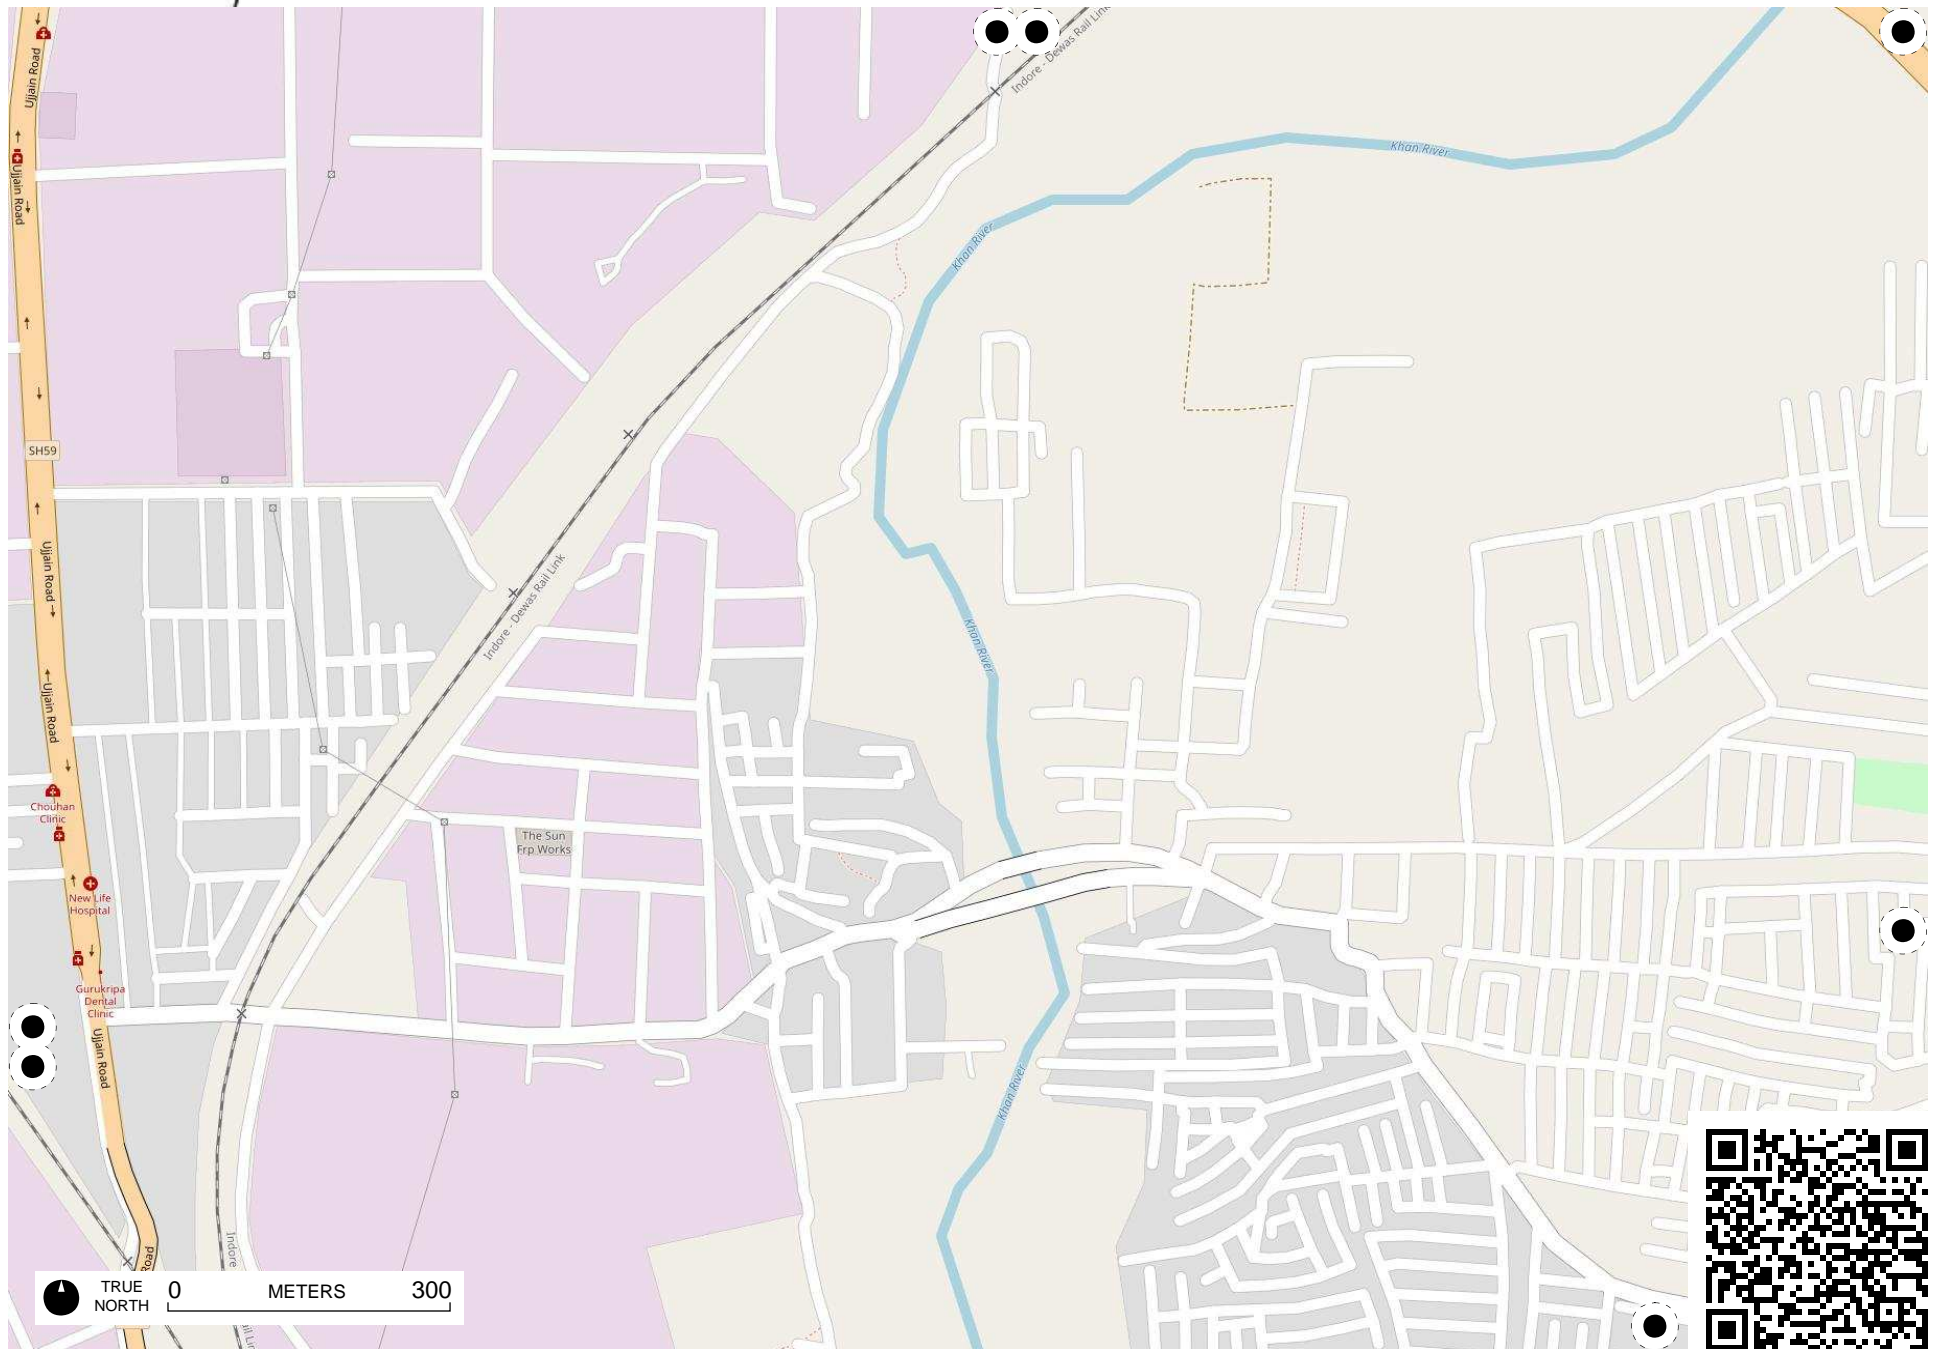 Ujjain Road
Indore - Dewas Rail Link
Khan River
Ujjain Road
Khan River
SH59
Ujjain Road
Indore - Dewas Rail Link
Khan River
Ujjain Road
Chouhan
Clinic
The Sun
Frp Works
New Life
Hospital
Gurukripa
Dental
Clinic
Ujjain Road
Khan River
Indore
Road
TRUE
NORTH
0
METERS
300